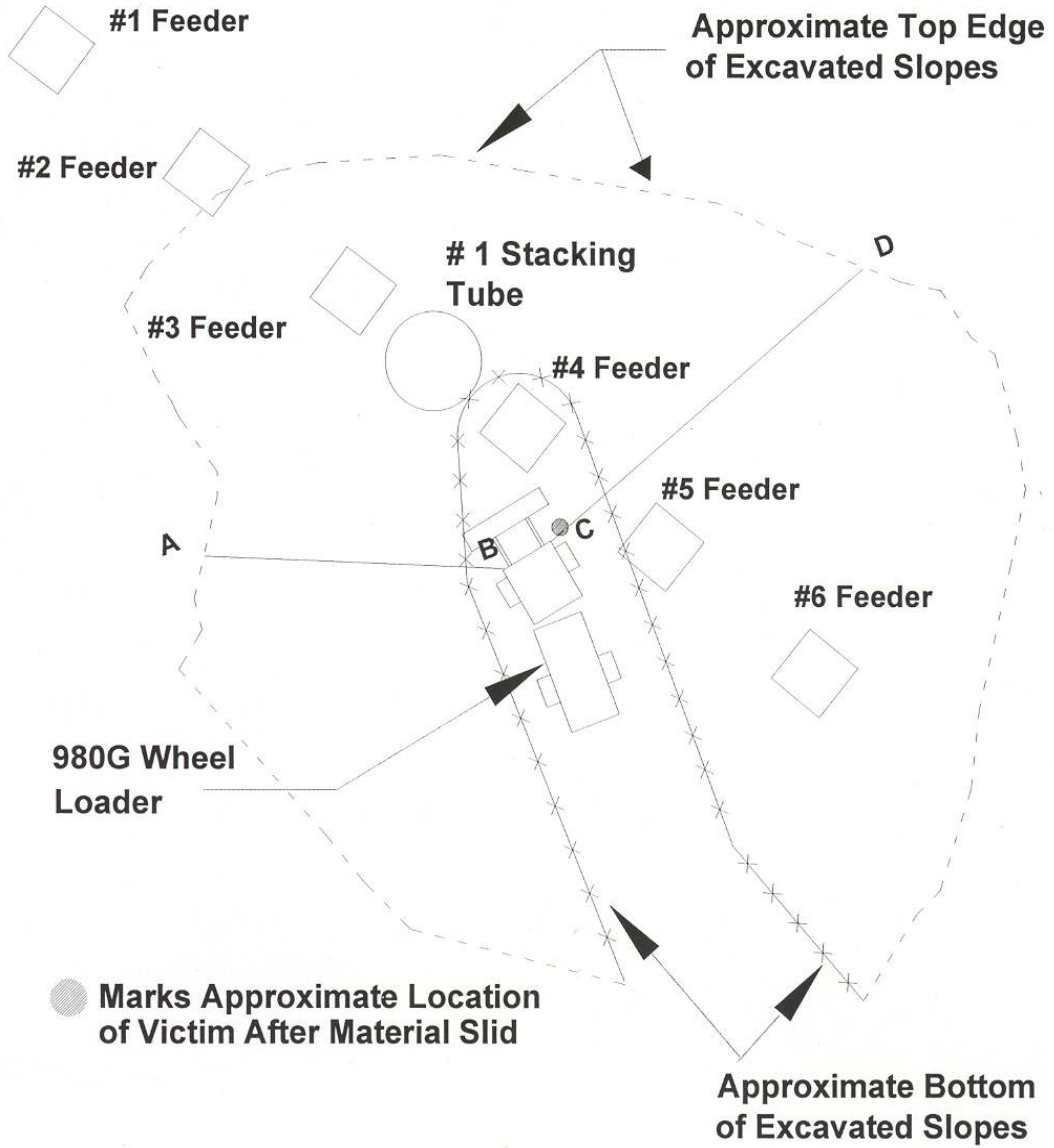 #1 Feeder
Approximate Top Edge
of Excavated Slopes
#2 Feeder
# 1 Stacking
Tube
D
#3 Feeder
#4 Feeder
#5 Feeder
A
B
C
#6 Feeder
980G Wheel
Loader
Marks Approximate Location
of Victim After Material Slid
Approximate Bottom
of Excavated Slopes